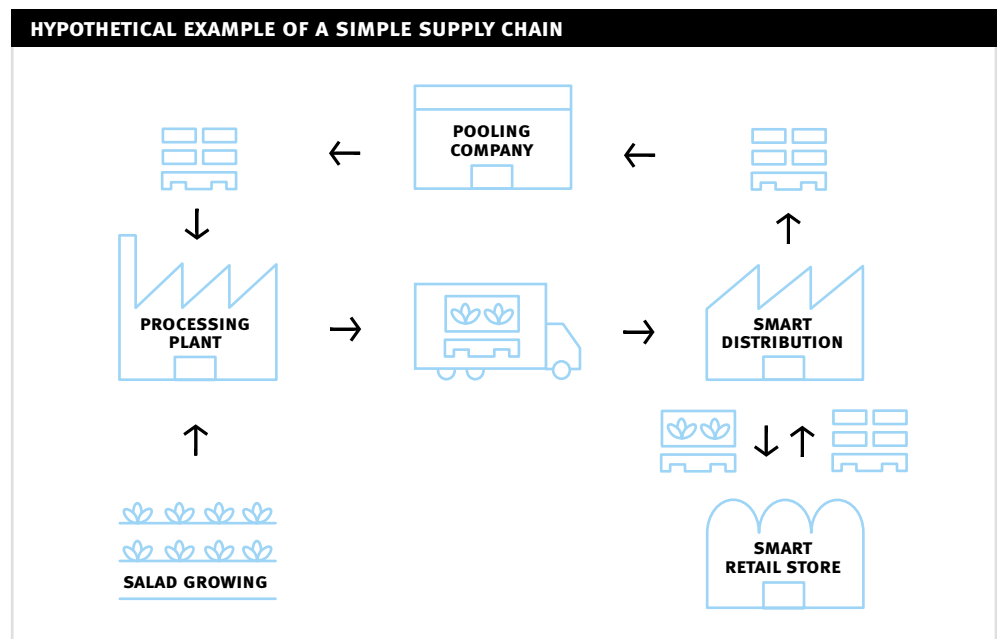 HYPOTHETICAL EXAMPLE OF A SIMPLE SUPPLY CHAIN
POOLING
COMPANY
PROCESSING
PLANT
SMART
DISTRIBUTION
SALAD GROWING
SMART
RETAIL STORE